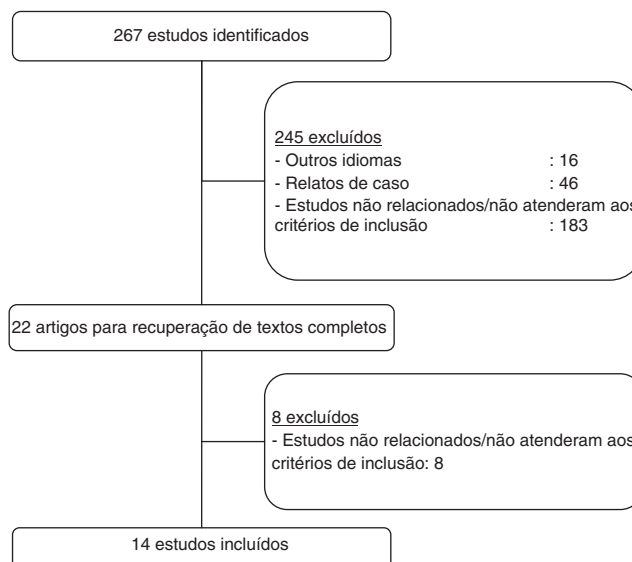 267 estudos identificados
245 excluídos
- Outros idiomas : 16
- Relatos de caso : 46
- Estudos não relacionados/não atenderam aos
critérios de inclusão : 183
22 artigos para recuperação de textos completos
8 excluídos
- Estudos não relacionados/não atenderam aos
critérios de inclusão: 8
14 estudos incluídos